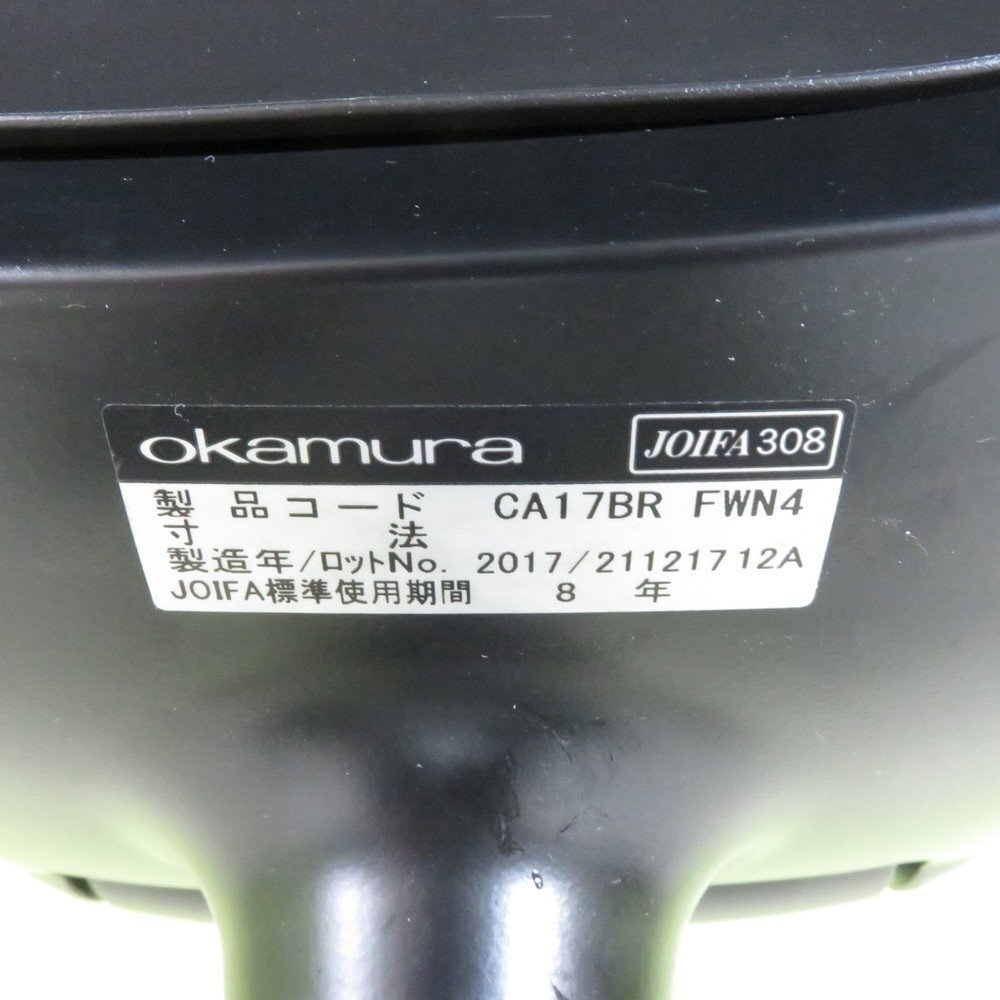 okamura JOIFA308
製品コード CA17BR FWN4
寸法
製造年/ロットNo. 2017/21121712A
JOIFA標準使用期間 8 年